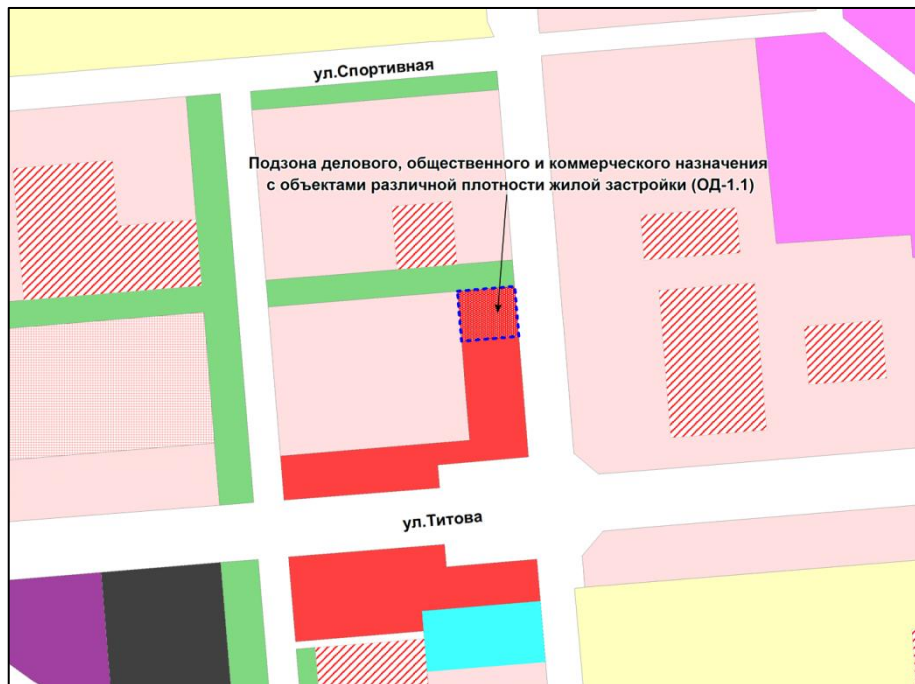 ул.Спортивная
Подзона делового, общественного и коммерческого назначения
с объектами различной плотности жилой застройки (ОД-1.1)
ул.Титова